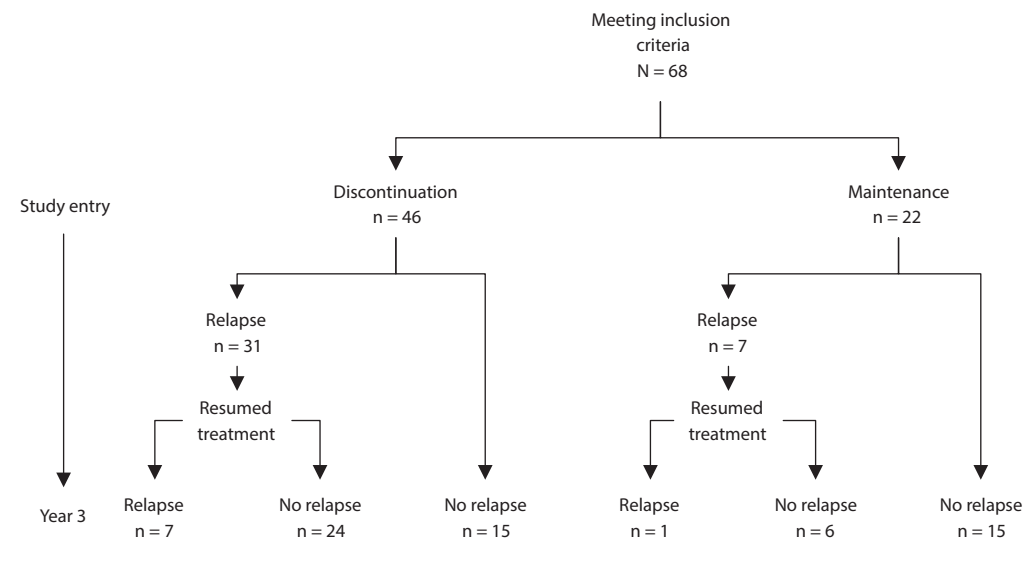 Meeting inclusion
criteria
N = 68
Study entry
Discontinuation
n = 46
Maintenance
n = 22
Relapse
n = 31
Relapse
n = 7
Resumed
treatment
Resumed
treatment
Year 3
Relapse
n = 7
No relapse
n = 24
No relapse
n = 15
Relapse
n = 1
No relapse
n = 6
No relapse
n = 15